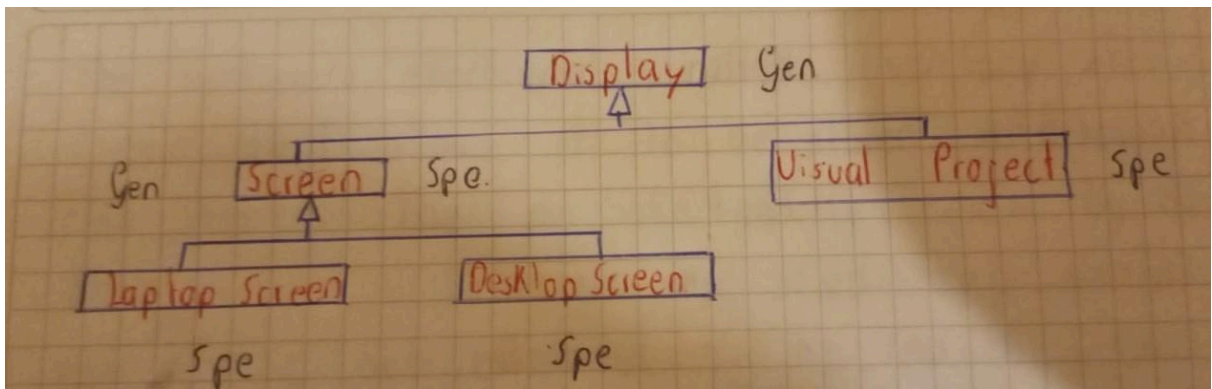 Display Gen
Gen Screen Spe. Visual Project Spe
Laptop Screen Desktop Screen
Spe Spe